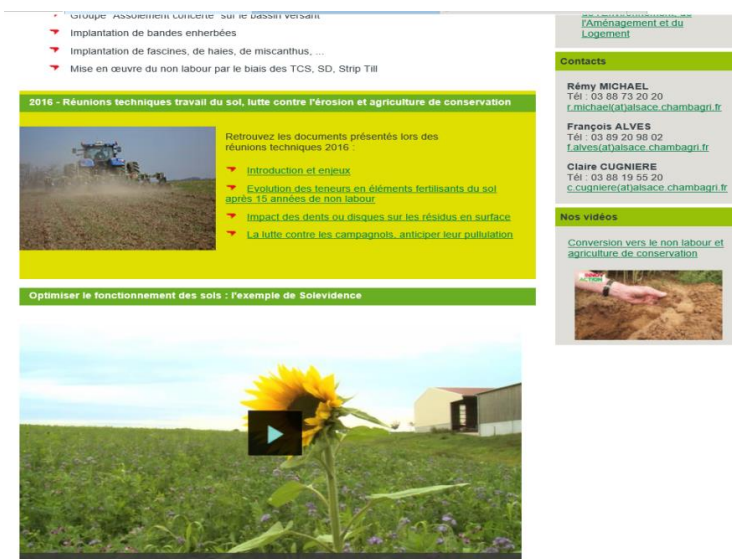 Groupe "Assolement concerté" sur le bassin versant
Implantation de bandes enherbées
Implantation de fascines, de haies, de miscanthus, ...
Mise en œuvre du non labour par le biais des TCS, SD, Strip Till
2016 - Réunions techniques travail du sol, lutte contre l'érosion et agriculture de conservation
Retrouvez les documents présentés lors des
réunions techniques 2016 :
Introduction et enjeux
Evolution des teneurs en éléments fertilisants du sol
après 15 années de non labour
Impact des dents ou disques sur les résidus en surface
La lutte contre les campagnols, anticiper leur pullulation
Optimiser le fonctionnement des sols : l'exemple de Solevidence
de l'Environnement, de
l'Aménagement et du
Logement
Contacts
Rémy MICHAEL
Tél : 03 88 73 20 20
r.michael(at)alsace.chambagri.fr
François ALVES
Tél : 03 89 20 98 02
f.alves(at)alsace.chambagri.fr
Claire CUGNIERE
Tél : 03 88 19 55 20
c.cugniere(at)alsace.chambagri.fr
Nos vidéos
Conversion vers le non labour et
agriculture de conservation
ACTION